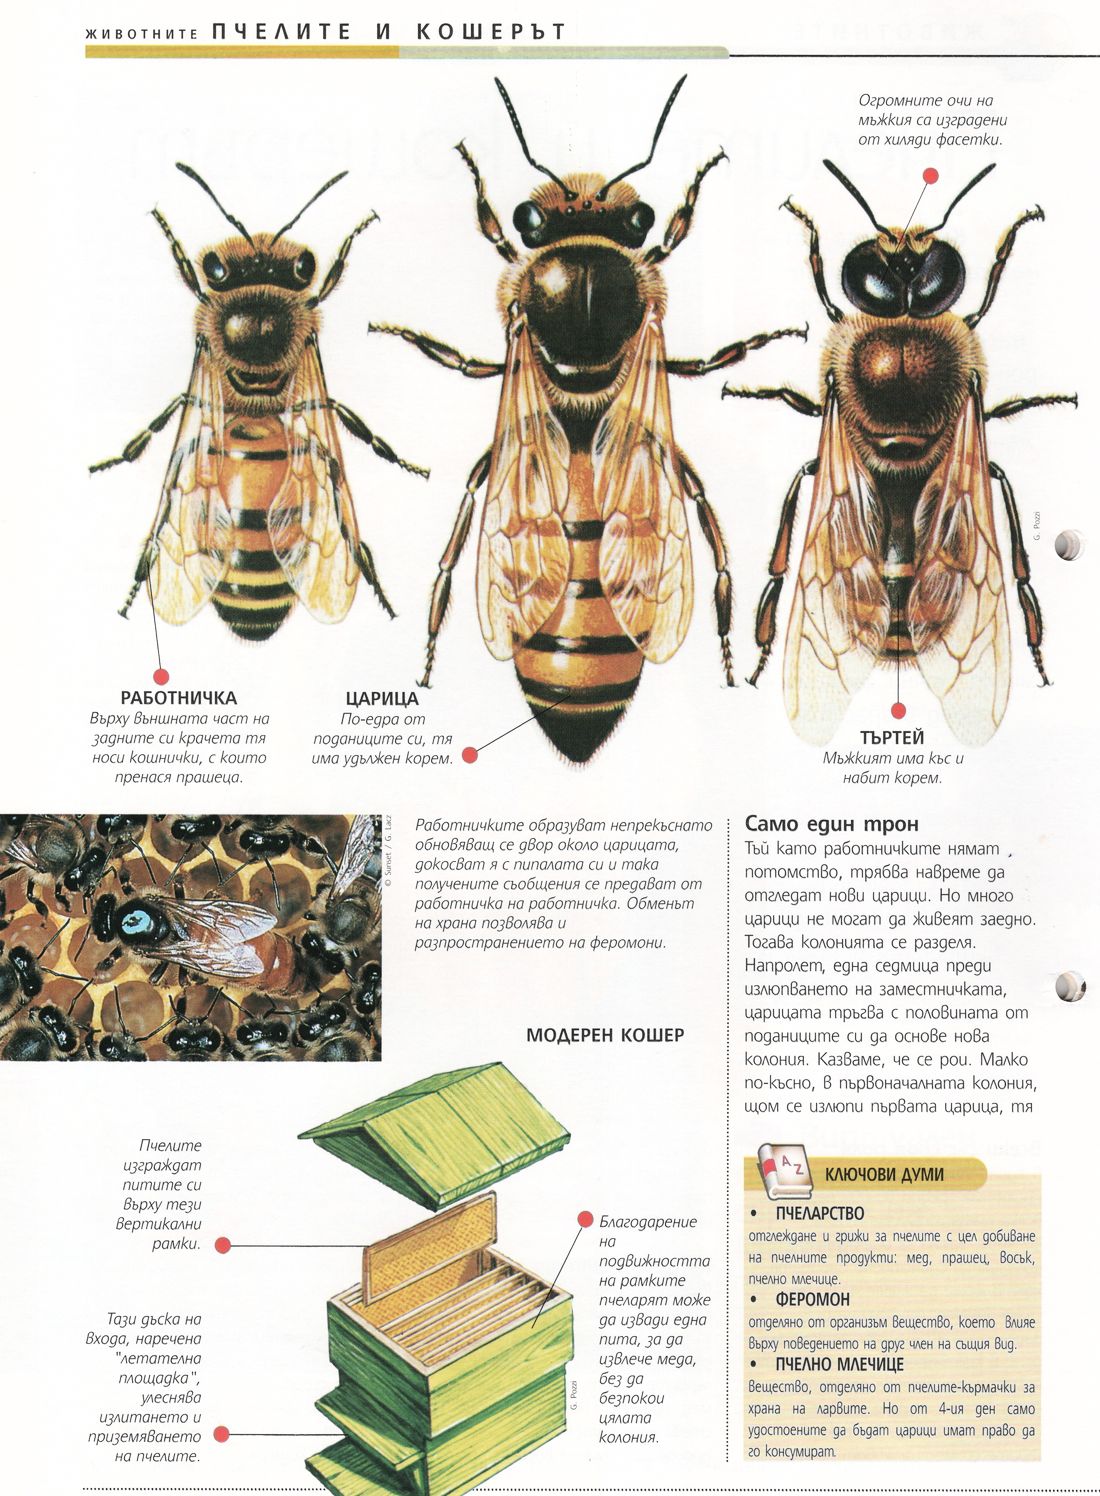 ЖИВОТНИТЕ ПЧЕЛИТЕ И КОШЕРЪТ
Огромните очи на
мъжкия са изградени
от хиляди фасетки.
G. Pozzi
РАБОТНИЧКА
Върху външната част на
задните си крачета тя
носи кошнички, с които
пренася прашеца.
ЦАРИЦА
По-едра от
поданиците си, тя
има удължен корем.
ТЪРТЕЙ
Мъжкият има къс и
набит корем.
© Sunset / G. Lacz
Работничките образуват непрекъснато
обновяващ се двор около царицата,
докосват я с пипалата си и така
получените съобщения се предават от
работничка на работничка. Обменът
на храна позволява и
разпространението на феромони.
Само един трон
Тъй като работничките нямат
потомство, трябва навреме да
отгледат нови царици. Но много
царици не могат да живеят заедно.
Тогава колонията се разделя.
Напролет, една седмица преди
излюпването на заместничката,
царицата тръгва с половината от
поданиците си да основе нова
колония. Казваме, че се рои. Малко
по-късно, в първоначалната колония,
щом се излюпи първата царица, тя
МОДЕРЕН КОШЕР
Пчелите
изграждат
питите си
върху тези
вертикални
рамки.
Тази дъска на
входа, наречена
"летателна
площадка",
улеснява
излитането и
приземяването
на пчелите.
Благодарение
на
подвижността
на рамките
пчеларят може
да извади една
пита, за да
извлече меда,
без да
безпокои
цялата
колония.
G. Pozzi
A Z
КЛЮЧОВИ ДУМИ
• ПЧЕЛАРСТВО
отглеждане и грижи за пчелите с цел добиване
на пчелните продукти: мед, прашец, восък,
пчелно млечице.
• ФЕРОМОН
отделяно от организъм вещество, което влияе
върху поведението на друг член на същия вид.
• ПЧЕЛНО МЛЕЧИЦЕ
вещество, отделяно от пчелите-кърмачки за
храна на ларвите. Но от 4-ия ден само
удостоените да бъдат царици имат право да
го консумират.